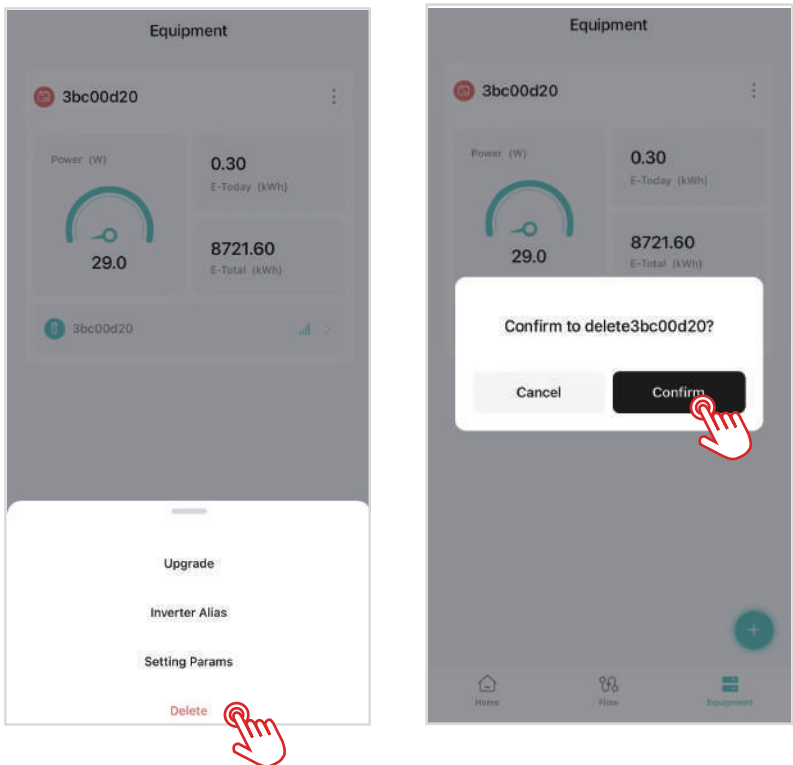 Equipment
3bc00d20
Power (W)
29.0
0.30
E-Today (kWh)
8721.60
E-Total (kWh)
3bc00d20
Upgrade
Inverter Alias
Setting Params
Delete
Equipment
3bc00d20
Power (W)
29.0
0.30
E-Today (kWh)
8721.60
E-Total (kWh)
Confirm to delete3bc00d20?
Cancel
Confirm
Home
Flow
Equipment